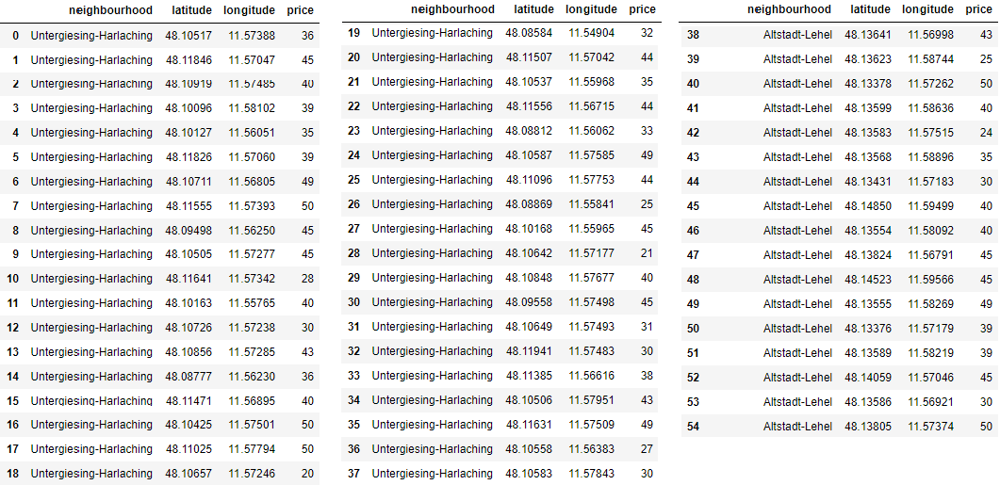 neighbourhood latitude longitude price
0 Untergiesing-Harlaching 48.10517 11.57388 36
1 Untergiesing-Harlaching 48.11846 11.57047 45
2 Untergiesing-Harlaching 48.10919 11.57485 40
3 Untergiesing-Harlaching 48.10096 11.58102 39
4 Untergiesing-Harlaching 48.10127 11.56051 35
5 Untergiesing-Harlaching 48.11826 11.57060 39
6 Untergiesing-Harlaching 48.10711 11.56805 49
7 Untergiesing-Harlaching 48.11555 11.57393 50
8 Untergiesing-Harlaching 48.09498 11.56250 45
9 Untergiesing-Harlaching 48.10505 11.57277 45
10 Untergiesing-Harlaching 48.11641 11.57342 28
11 Untergiesing-Harlaching 48.10163 11.55765 40
12 Untergiesing-Harlaching 48.10726 11.57238 30
13 Untergiesing-Harlaching 48.10856 11.57285 43
14 Untergiesing-Harlaching 48.08777 11.56230 36
15 Untergiesing-Harlaching 48.11471 11.56895 40
16 Untergiesing-Harlaching 48.10425 11.57501 50
17 Untergiesing-Harlaching 48.11025 11.57794 50
18 Untergiesing-Harlaching 48.10657 11.57246 20
neighbourhood latitude longitude price
19 Untergiesing-Harlaching 48.08584 11.54904 32
20 Untergiesing-Harlaching 48.11507 11.57042 44
21 Untergiesing-Harlaching 48.10537 11.55968 35
22 Untergiesing-Harlaching 48.11556 11.56715 44
23 Untergiesing-Harlaching 48.08812 11.56062 33
24 Untergiesing-Harlaching 48.10587 11.57585 49
25 Untergiesing-Harlaching 48.11096 11.57753 44
26 Untergiesing-Harlaching 48.08869 11.55841 25
27 Untergiesing-Harlaching 48.10168 11.55965 45
28 Untergiesing-Harlaching 48.10642 11.57177 21
29 Untergiesing-Harlaching 48.10848 11.57677 40
30 Untergiesing-Harlaching 48.09558 11.57498 45
31 Untergiesing-Harlaching 48.10649 11.57493 31
32 Untergiesing-Harlaching 48.11941 11.57483 30
33 Untergiesing-Harlaching 48.11385 11.56616 38
34 Untergiesing-Harlaching 48.10506 11.57951 43
35 Untergiesing-Harlaching 48.11631 11.57509 49
36 Untergiesing-Harlaching 48.10558 11.56383 27
37 Untergiesing-Harlaching 48.10583 11.57843 30
neighbourhood latitude longitude price
38 Altstadt-Lehel 48.13641 11.56998 43
39 Altstadt-Lehel 48.13623 11.58744 25
40 Altstadt-Lehel 48.13378 11.57262 50
41 Altstadt-Lehel 48.13599 11.58636 40
42 Altstadt-Lehel 48.13583 11.57515 24
43 Altstadt-Lehel 48.13568 11.58896 35
44 Altstadt-Lehel 48.13431 11.57183 30
45 Altstadt-Lehel 48.14850 11.59499 40
46 Altstadt-Lehel 48.13554 11.58092 40
47 Altstadt-Lehel 48.13824 11.56791 45
48 Altstadt-Lehel 48.14523 11.59566 45
49 Altstadt-Lehel 48.13555 11.58269 49
50 Altstadt-Lehel 48.13376 11.57179 39
51 Altstadt-Lehel 48.13589 11.58219 39
52 Altstadt-Lehel 48.14059 11.57046 45
53 Altstadt-Lehel 48.13586 11.56921 30
54 Altstadt-Lehel 48.13805 11.57374 50